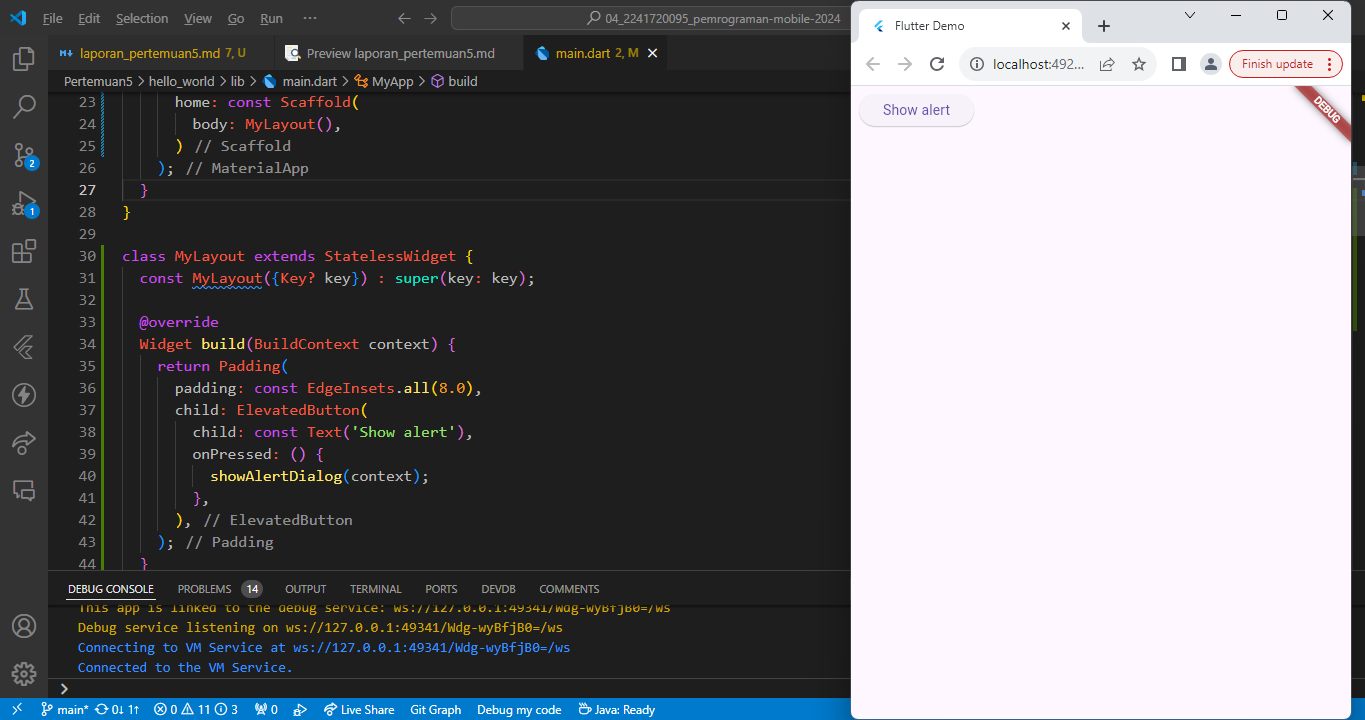 File Edit Selection View Go Run ···
04_2241720095_pemrograman-mobile-2024
laporan_pertemuan5.md 7, U
Preview laporan_pertemuan5.md
main.dart 2, M
Pertemuan5 > hello_world > lib > main.dart > MyApp > build
23 home: const Scaffold(
24 body: MyLayout(),
25 ) // Scaffold
26 ); // MaterialApp
27 }
28 }
29
30 class MyLayout extends StatelessWidget {
31 const MyLayout({Key? key}) : super(key: key);
32
33 @override
34 Widget build(BuildContext context) {
35 return Padding(
36 padding: const EdgeInsets.all(8.0),
37 child: ElevatedButton(
38 child: const Text('Show alert'),
39 onPressed: () {
40 showAlertDialog(context);
41 },
42 ), // ElevatedButton
43 ); // Padding
44 }
2
1
DEBUG CONSOLE PROBLEMS 14 OUTPUT TERMINAL PORTS DEVDB COMMENTS
This app is linked to the debug service: ws://127.0.0.1:49341/Wdg-wyBfjB0=/ws
Debug service listening on ws://127.0.0.1:49341/Wdg-wyBfjB0=/ws
Connecting to VM Service at ws://127.0.0.1:49341/Wdg-wyBfjB0=/ws
Connected to the VM Service.
main* 0↓ 1↑ 0 11 3 0 Live Share Git Graph Debug my code Java: Ready
Flutter Demo
localhost:492...
Finish update
Show alert
DEBUG